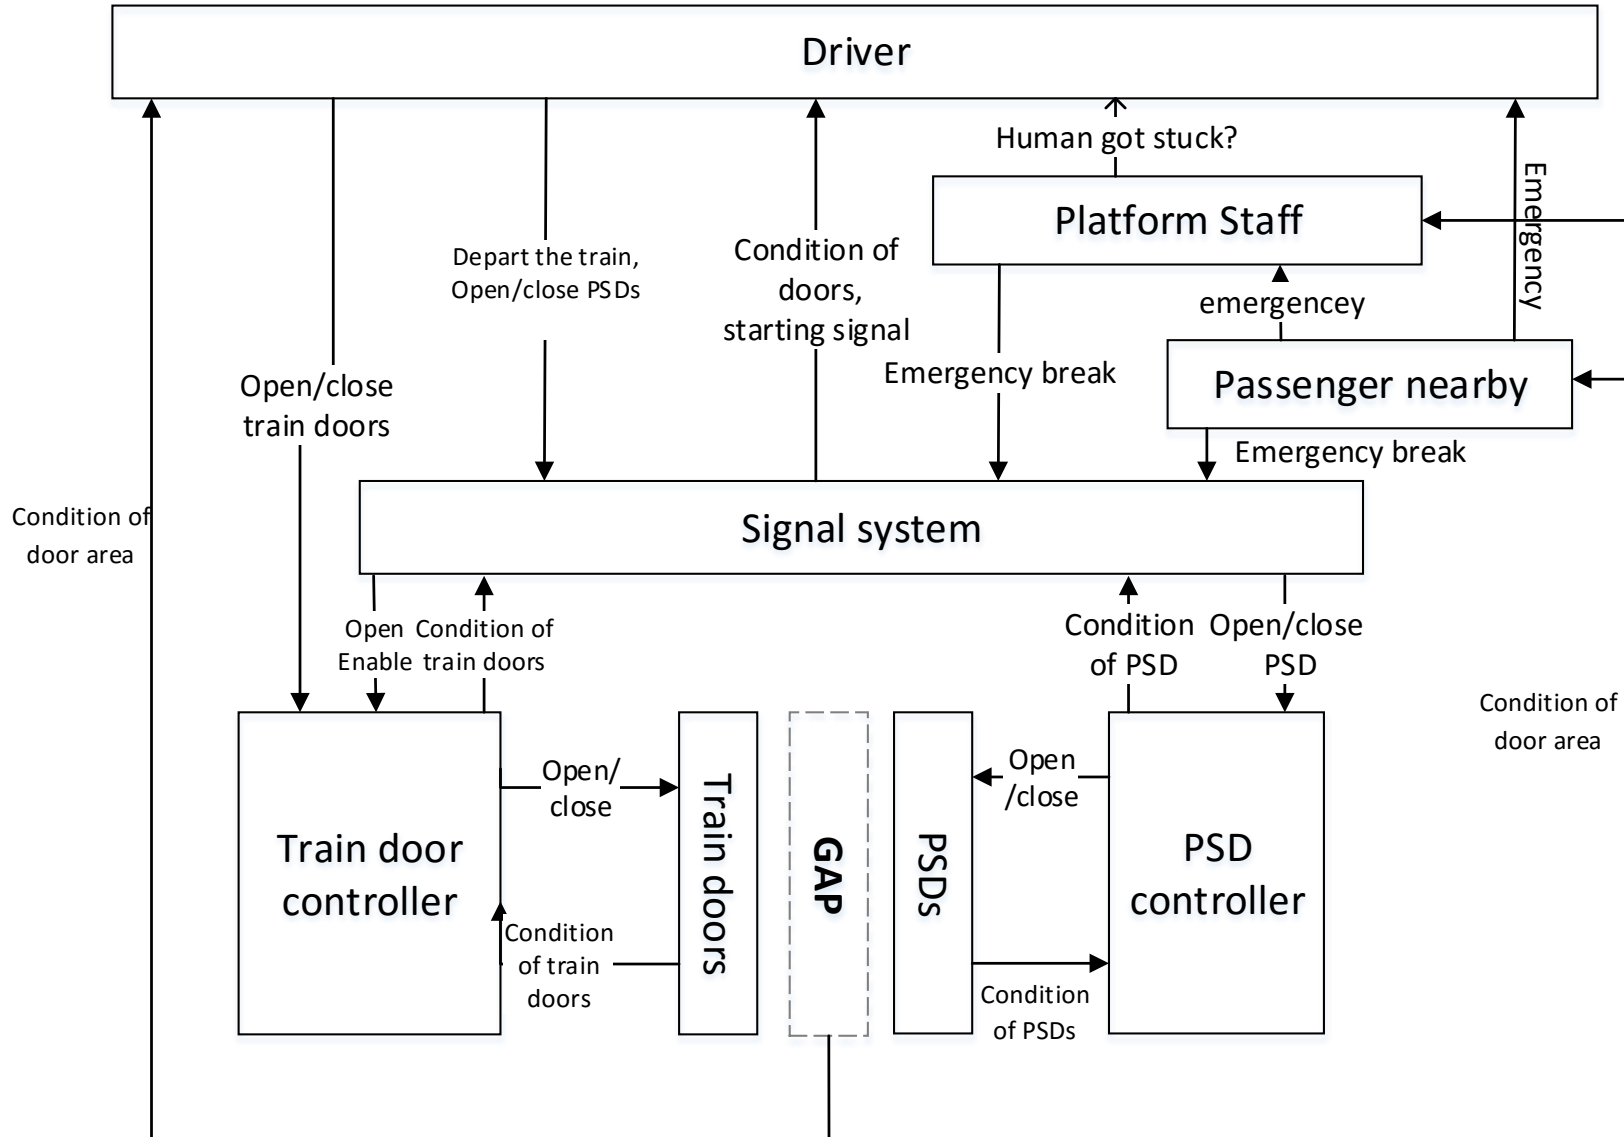 Driver
Human got stuck?
Platform Staff
Emergency
Depart the train,
Open/close PSDs
Condition of
doors,
starting signal
emergencey
Emergency break
Passenger nearby
Open/close
train doors
Emergency break
Condition of
door area
Signal system
Open
Enable
Condition of
train doors
Condition
of PSD
Open/close
PSD
Condition of
door area
Train door
controller
Open/
close
Condition
of train
doors
Train doors
GAP
PSDs
Open
/close
Condition
of PSDs
PSD
controller